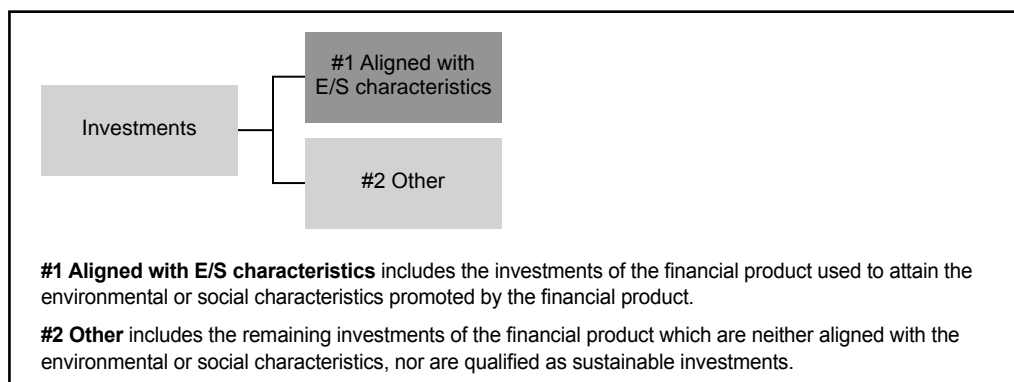 #1 Aligned with
E/S characteristics
Investments
#2 Other
#1 Aligned with E/S characteristics includes the investments of the financial product used to attain the
environmental or social characteristics promoted by the financial product.
#2 Other includes the remaining investments of the financial product which are neither aligned with the
environmental or social characteristics, nor are qualified as sustainable investments.